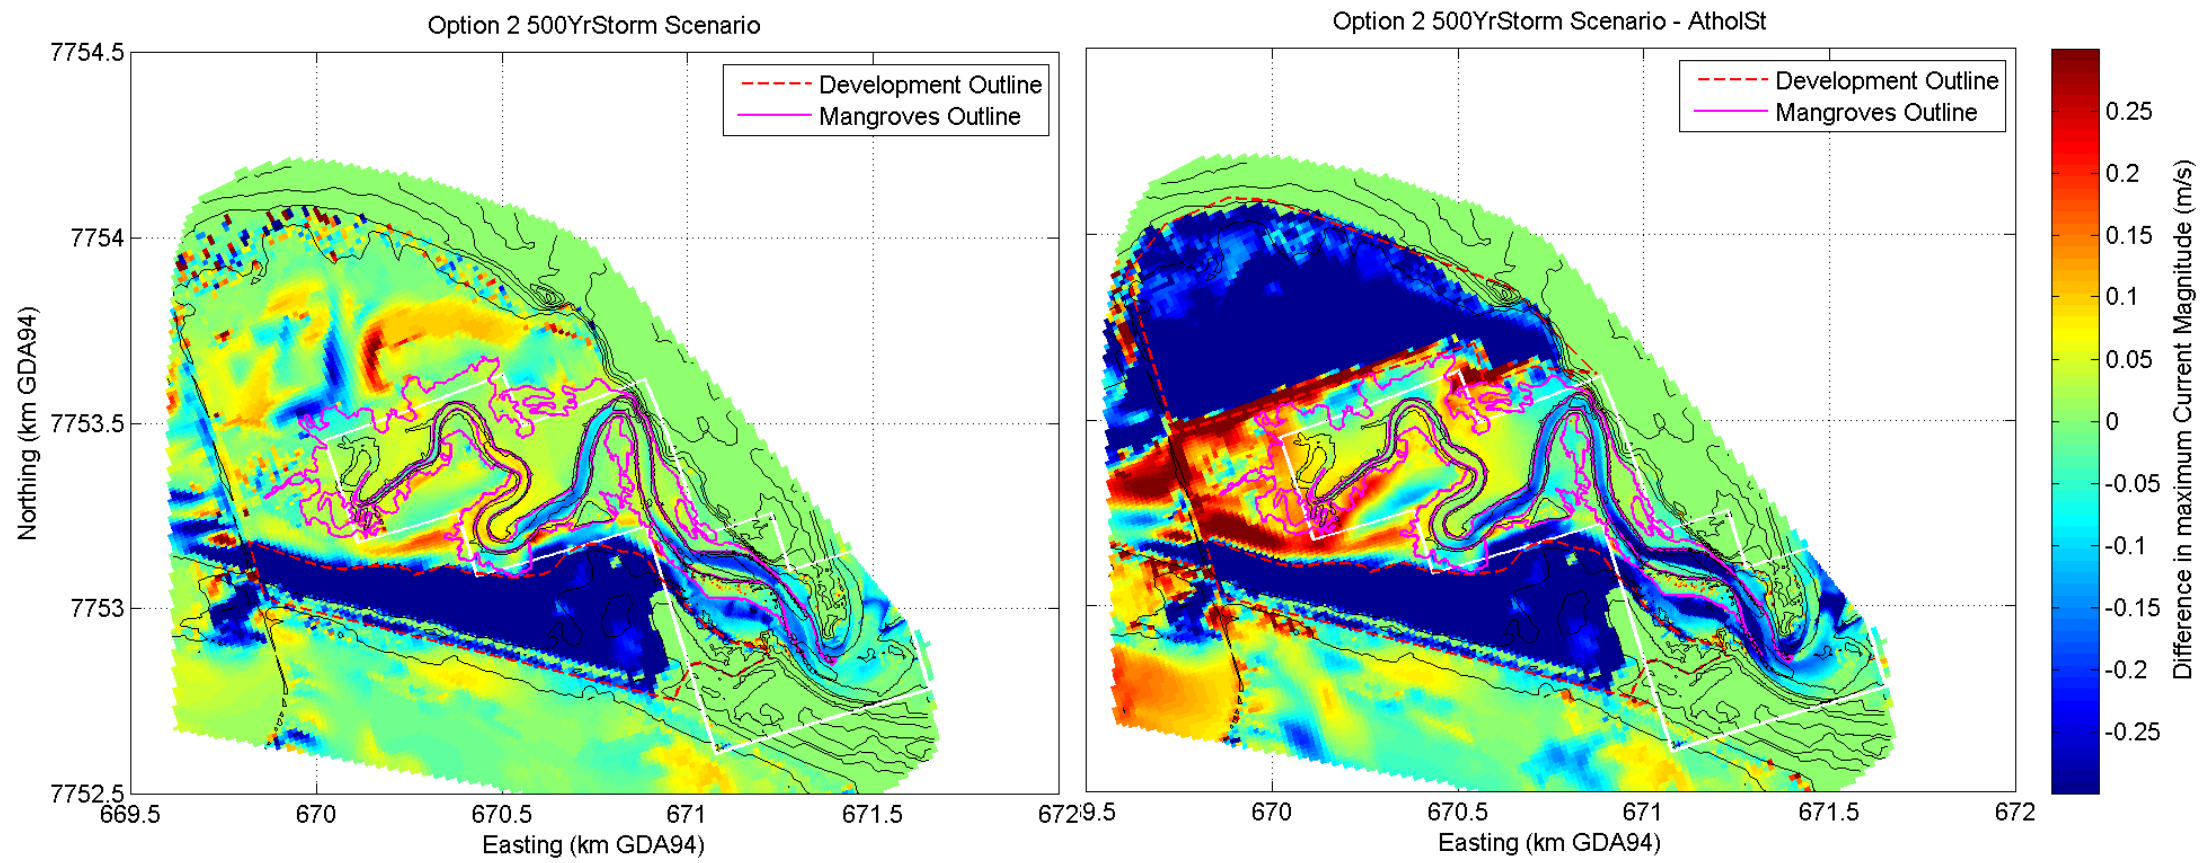 Option 2 500YrStorm Scenario
7754.5
7754
7753.5
7753
7752.5
Northing (km GDA94)
Development Outline
Mangroves Outline
669.5
670
670.5
671
671.5
672
Easting (km GDA94)
Option 2 500YrStorm Scenario - AtholSt
Development Outline
Mangroves Outline
9.5
670
670.5
671
671.5
672
Easting (km GDA94)
0.25
0.2
0.15
0.1
0.05
0
-0.05
-0.1
-0.15
-0.2
-0.25
Difference in maximum Current Magnitude (m/s)